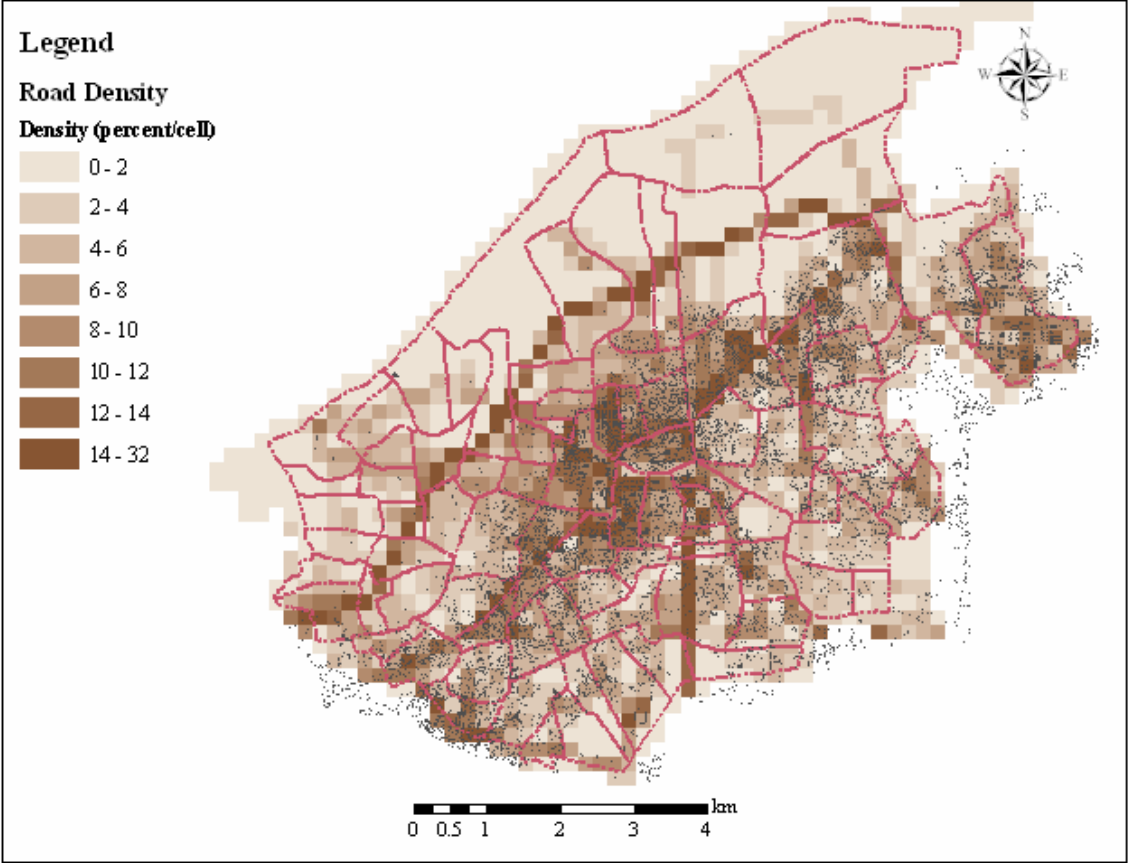 Legend
Road Density
Density (percent/cell)
0 - 2
2 - 4
4 - 6
6 - 8
8 - 10
10 - 12
12 - 14
14 - 32
N
W E
S
km
0 0.5 1 2 3 4